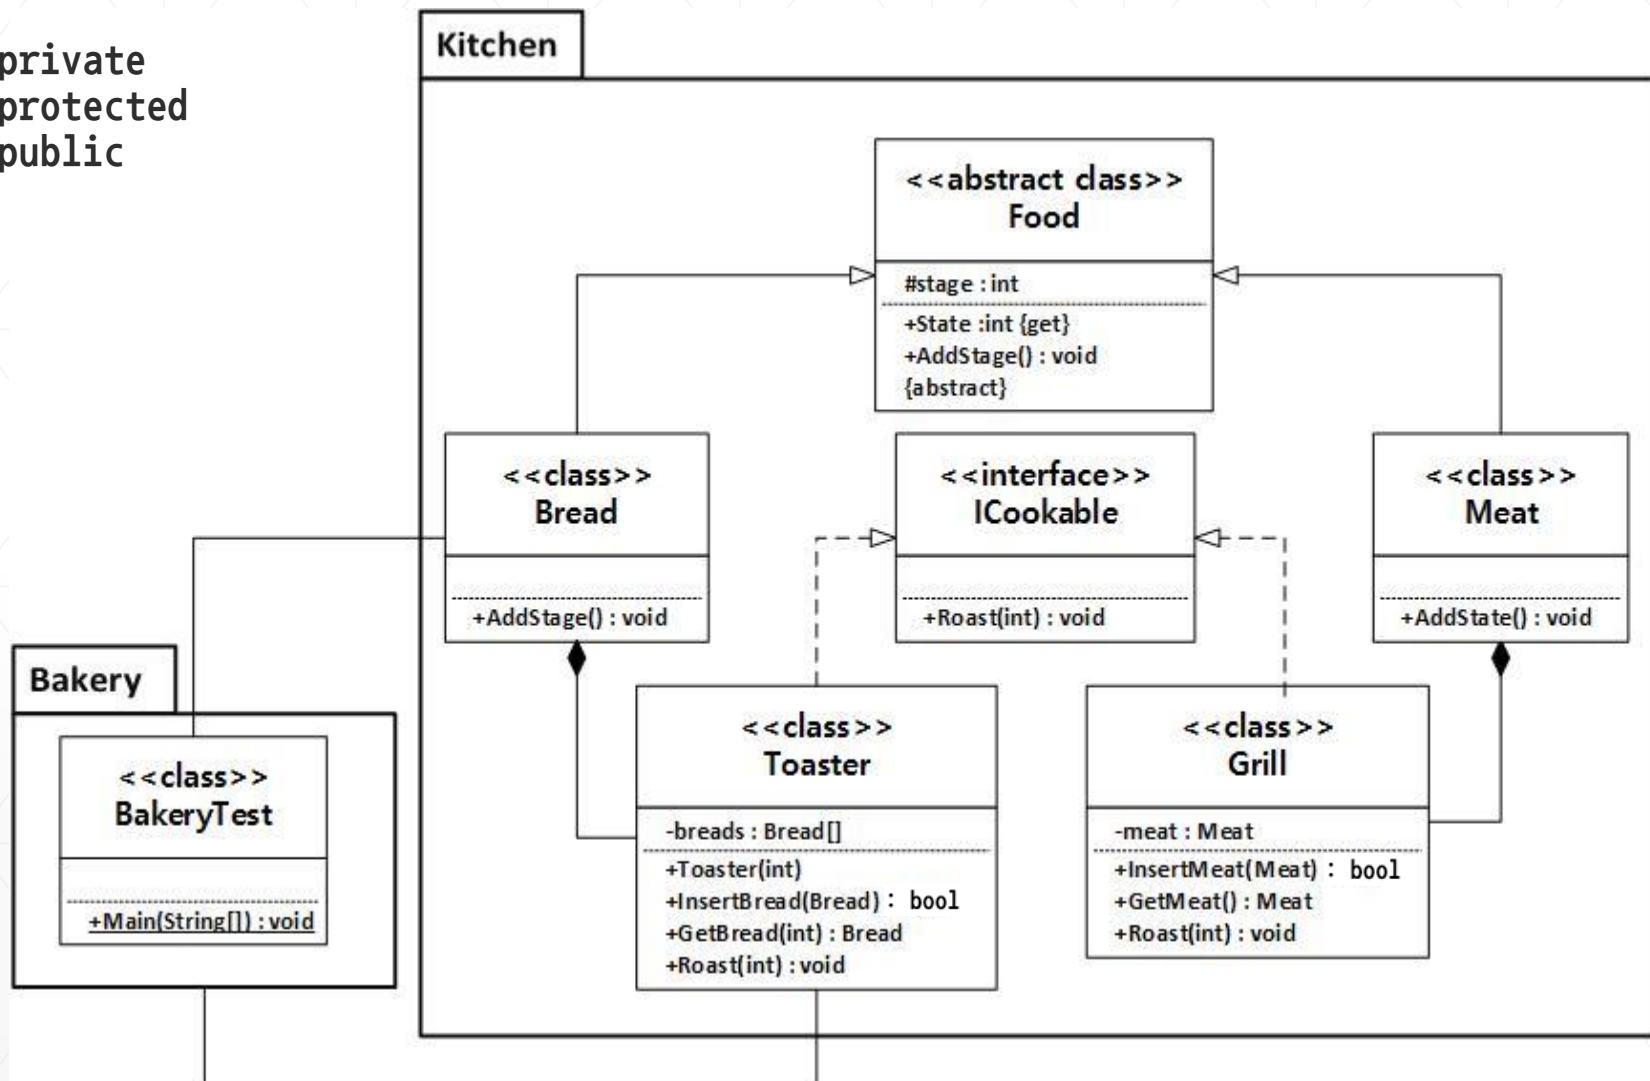 private
protected
public
Kitchen
<<abstract class>>
Food
#stage : int
+State :int {get}
+AddStage() : void
{abstract}
<<class>>
Bread
+AddStage() : void
<<interface>>
ICookable
+Roast(int) : void
<<class>>
Meat
+AddState() : void
Bakery
<<class>>
BakeryTest
+Main(String[]) : void
<<class>>
Toaster
-breads : Bread[]
+Toaster(int)
+InsertBread(Bread) : bool
+GetBread(int) : Bread
+Roast(int) : void
<<class>>
Grill
-meat : Meat
+InsertMeat(Meat) : bool
+GetMeat() : Meat
+Roast(int) : void